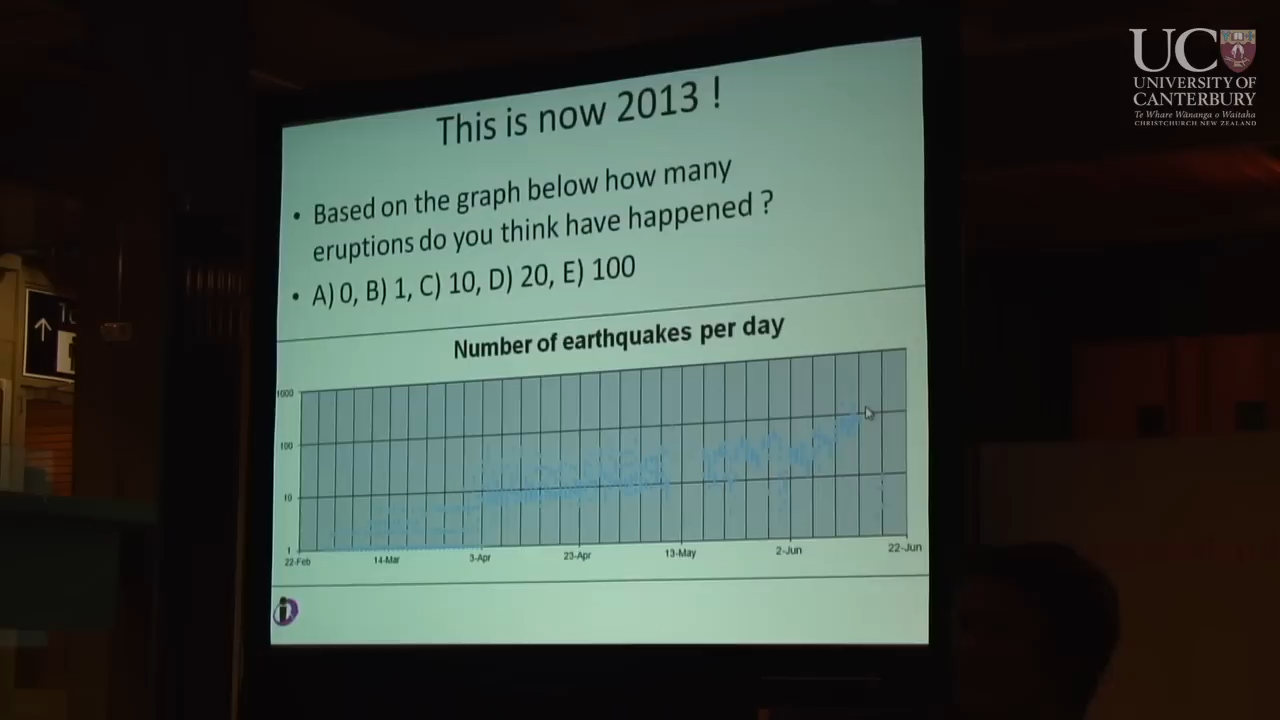 UC
UNIVERSITY OF
CANTERBURY
Te Whare Wānanga o Waitaha
CHRISTCHURCH NEW ZEALAND
This is now 2013 !
• Based on the graph below how many
eruptions do you think have happened ?
• A) 0, B) 1, C) 10, D) 20, E) 100
Number of earthquakes per day
1000
100
10
1
22-Feb 14-Mar 3-Apr 23-Apr 13-May 2-Jun 22-Jun